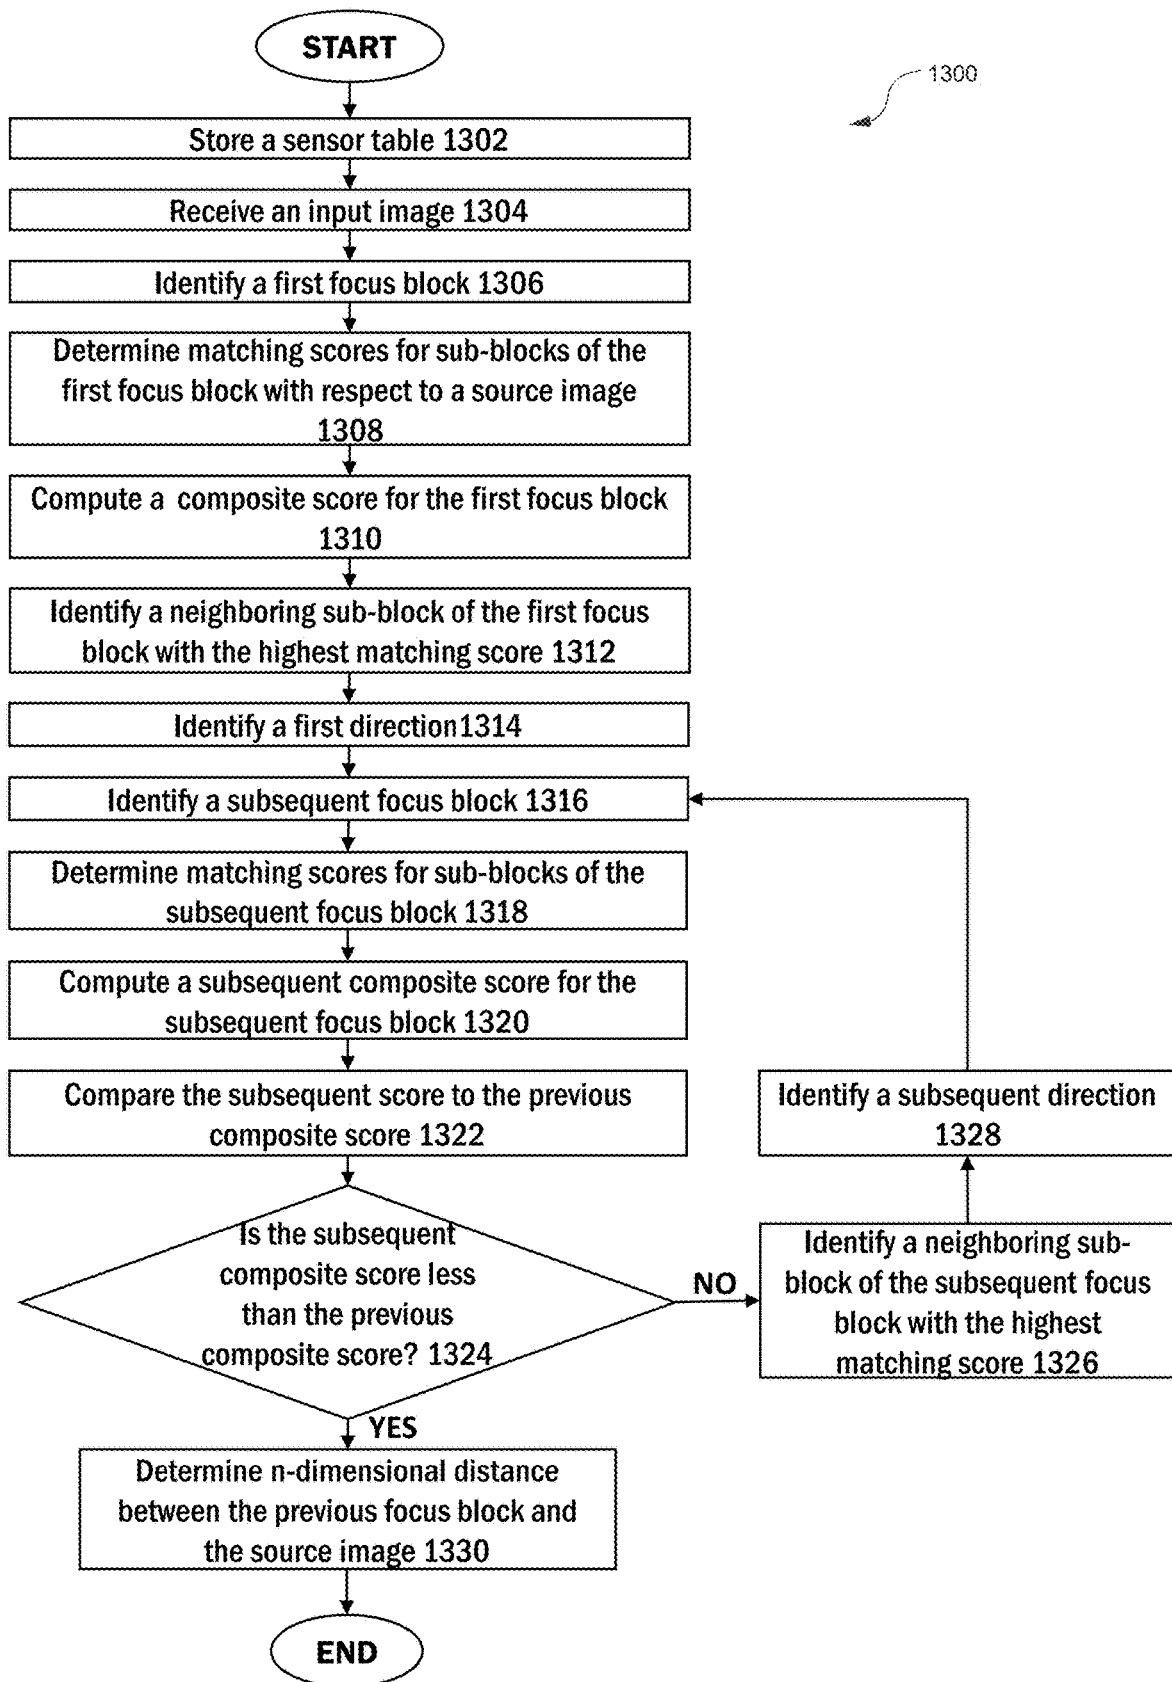 START
1300
Store a sensor table 1302
Receive an input image 1304
Identify a first focus block 1306
Determine matching scores for sub-blocks of the
first focus block with respect to a source image
1308
Compute a composite score for the first focus block
1310
Identify a neighboring sub-block of the first focus
block with the highest matching score 1312
Identify a first direction1314
Identify a subsequent focus block 1316
Determine matching scores for sub-blocks of the
subsequent focus block 1318
Compute a subsequent composite score for the
subsequent focus block 1320
Compare the subsequent score to the previous
composite score 1322
Is the subsequent
composite score less
than the previous
composite score? 1324
NO
Identify a neighboring sub-
block of the subsequent focus
block with the highest
matching score 1326
Identify a subsequent direction
1328
YES
Determine n-dimensional distance
between the previous focus block and
the source image 1330
END